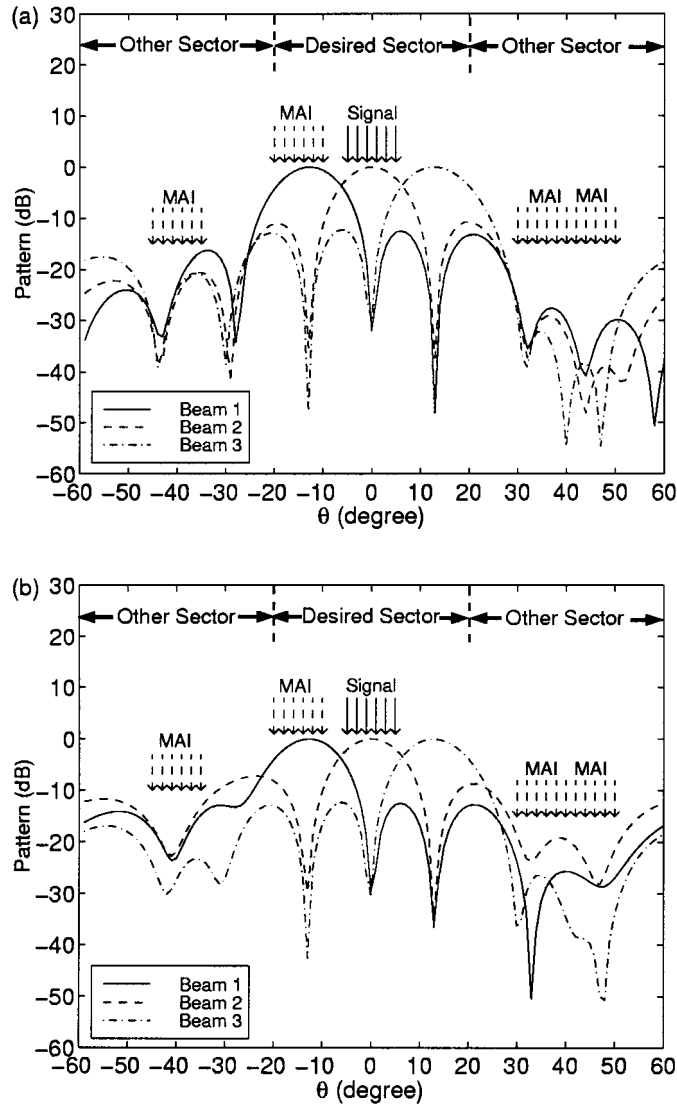 (a)
30
Other Sector Desired Sector Other Sector
20
10
MAI Signal
0
MAI MAI MAI
-10
Pattern (dB)
-20
-30
-40
Beam 1
Beam 2
Beam 3
-50
-60
-60 -50 -40 -30 -20 -10 0 10 20 30 40 50 60
θ (degree)
(b)
30
Other Sector Desired Sector Other Sector
20
10
MAI Signal
0
MAI MAI MAI
-10
Pattern (dB)
-20
-30
-40
Beam 1
Beam 2
Beam 3
-50
-60
-60 -50 -40 -30 -20 -10 0 10 20 30 40 50 60
θ (degree)